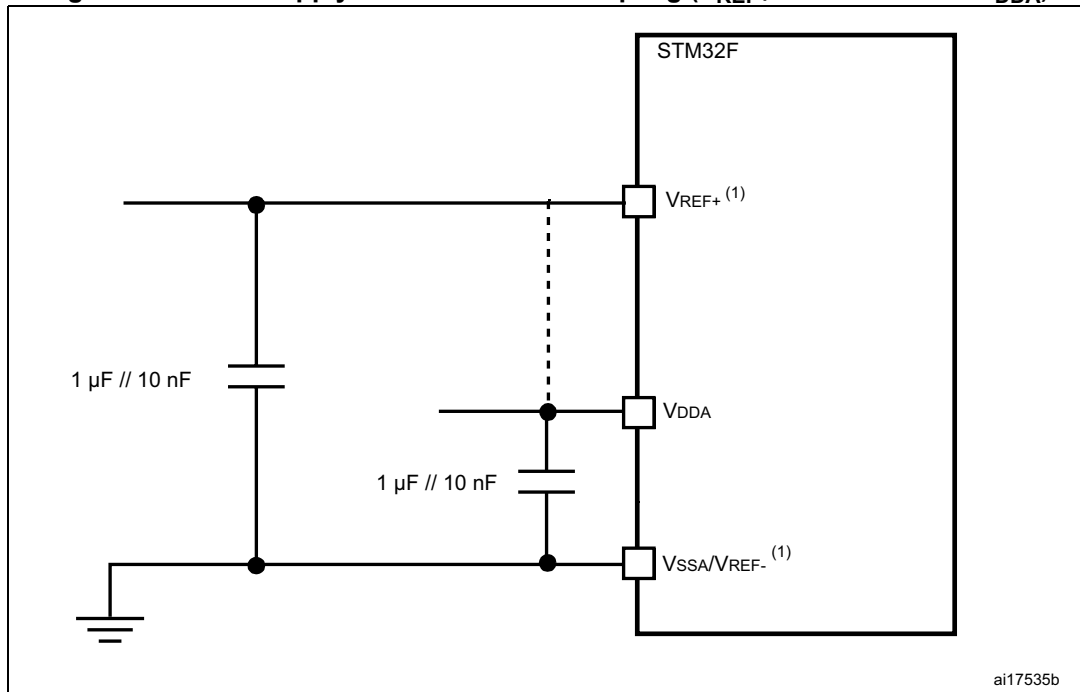 STM32F
VREF+ (1)
1 µF // 10 nF
VDDA
1 µF // 10 nF
VSSA/VREF- (1)
ai17535b